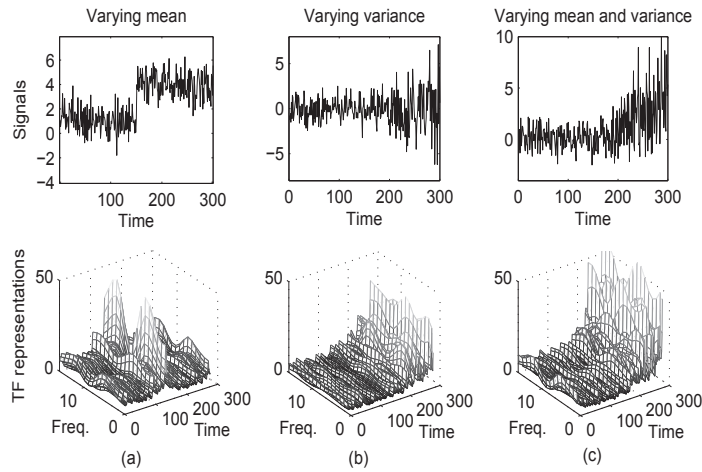 Varying mean
Varying variance
Varying mean and variance
Signals
6
4
2
0
−2
−4
100
200
300
Time
5
0
−5
0
100
200
300
Time
10
5
0
0
100
200
300
Time
TF representations
50
0
10
Freq.
0
0
100
200
300
Time
50
0
10
Freq.
0
0
100
200
300
Time
50
0
10
Freq.
0
0
100
200
300
Time
(a)
(b)
(c)